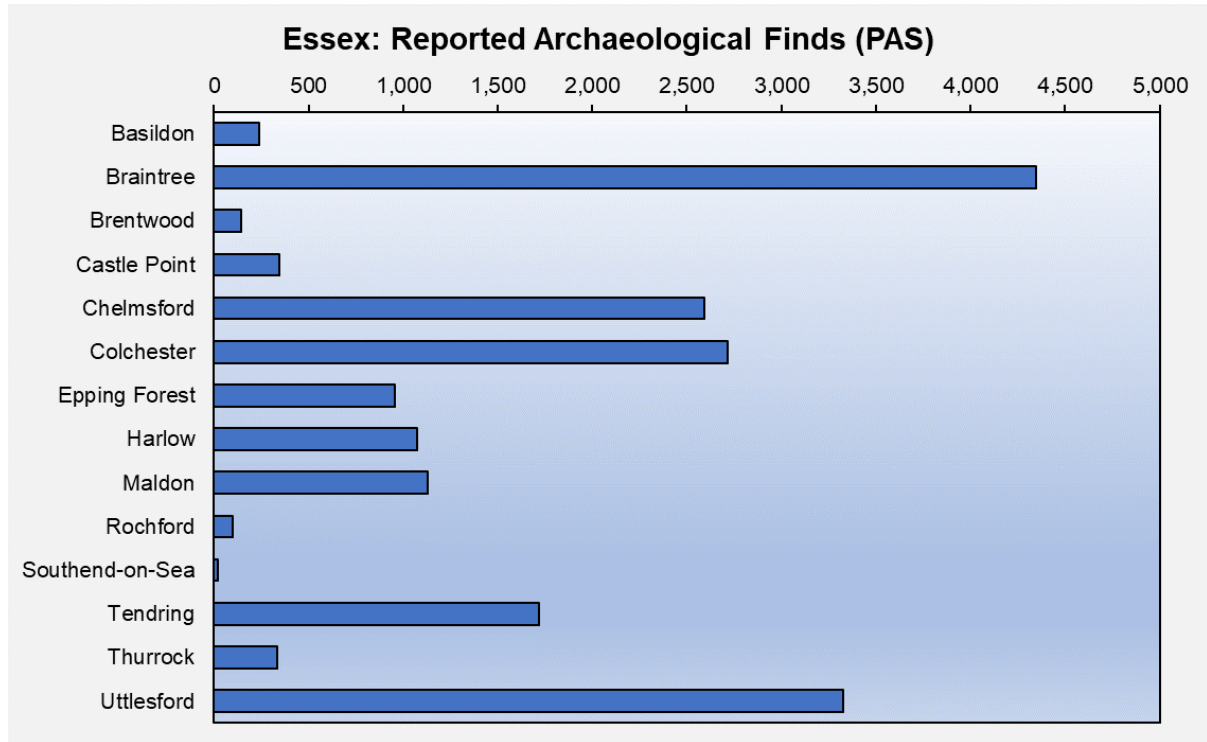 Essex: Reported Archaeological Finds (PAS)
0 500 1,000 1,500 2,000 2,500 3,000 3,500 4,000 4,500 5,000
Basildon
Braintree
Brentwood
Castle Point
Chelmsford
Colchester
Epping Forest
Harlow
Maldon
Rochford
Southend-on-Sea
Tendring
Thurrock
Uttlesford